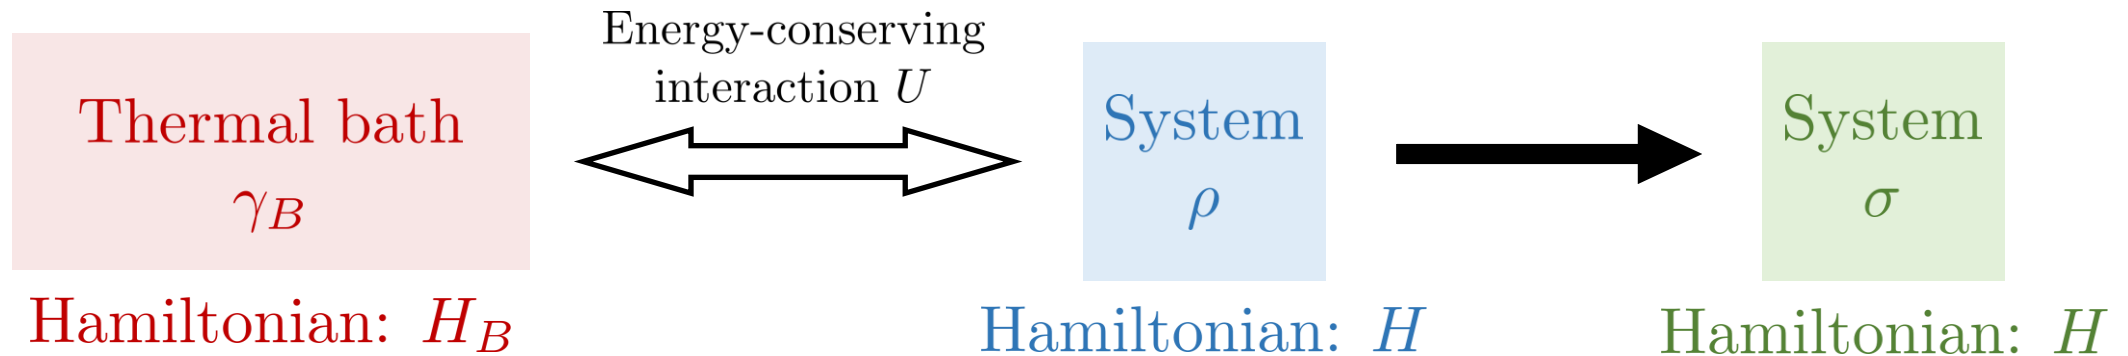 Energy-conserving
interaction U
Thermal bath
γ_B
Hamiltonian: H_B
System
ρ
Hamiltonian: H
System
σ
Hamiltonian: H